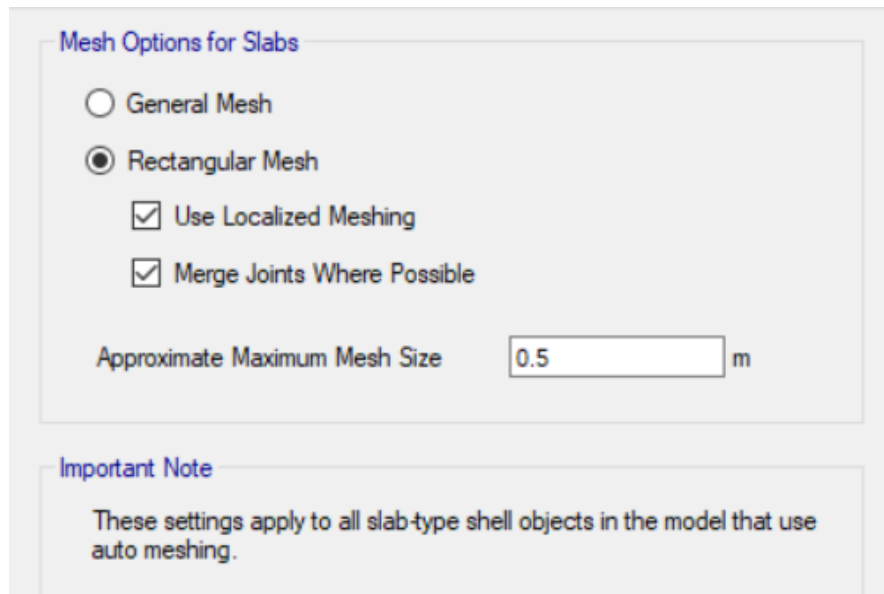 Mesh Options for Slabs
General Mesh
Rectangular Mesh
Use Localized Meshing
Merge Joints Where Possible
Approximate Maximum Mesh Size 0.5 m
Important Note
These settings apply to all slab-type shell objects in the model that use
auto meshing.